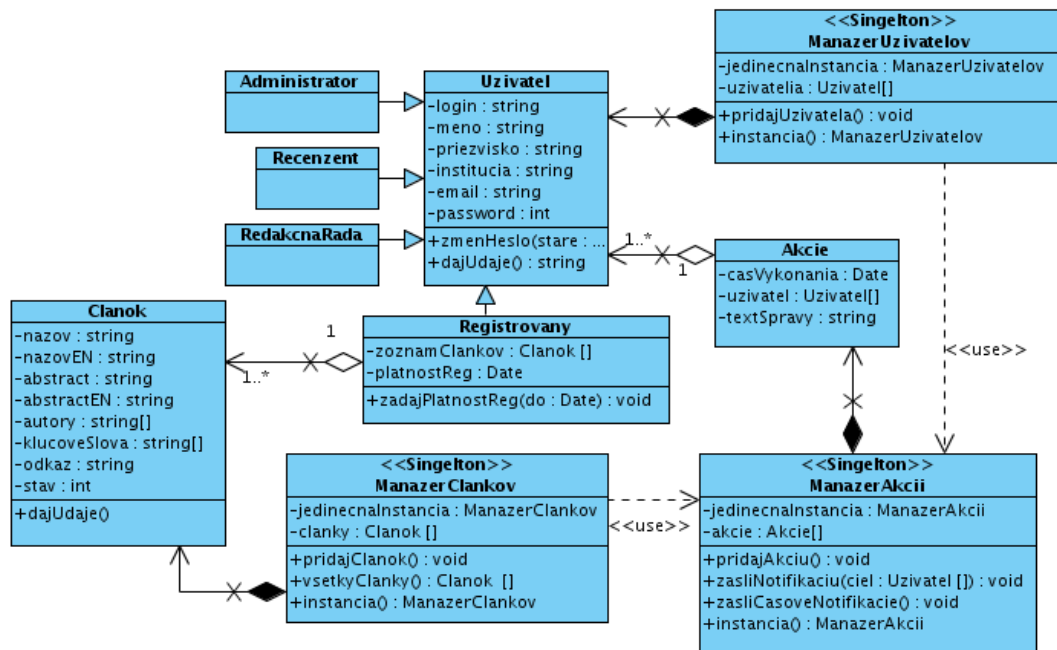 <<Singelton>>
ManazerUzivatelov
-jedinecnaInstancia : ManazerUzivatelov
-uzivatelia : Uzivatel[]
+pridajUzivatela() : void
+instancia() : ManazerUzivatelov
Administrator
Recenzent
RedakcnaRada
Uzivatel
-login : string
-meno : string
-priezvisko : string
-institucia : string
-email : string
-password : int
+zmenHeslo(stare : ...
+dajUdaje() : string
1..*
1
Akcie
-casVykonania : Date
-uzivatel : Uzivatel[]
-textSpravy : string
<<use>>
Clanok
-nazov : string
-nazovEN : string
-abstract : string
-abstractEN : string
-autory : string[]
-klucoveSlova : string[]
-odkaz : string
-stav : int
+dajUdaje()
1
1..*
Registrovany
-zoznamClankov : Clanok []
-platnostReg : Date
+zadajPlatnostReg(do : Date) : void
<<Singelton>>
ManazerClankov
-jedinecnaInstancia : ManazerClankov
-clanky : Clanok []
+pridajClanok() : void
+vsetkyClanky() : Clanok []
+instancia() : ManazerClankov
<<use>>
<<Singelton>>
ManazerAkcii
-jedinecnaInstancia : ManazerAkcii
-akcie : Akcie[]
+pridajAkciu() : void
+zasliNotifikaciu(ciel : Uzivatel []) : void
+zasliCasoveNotifikacie() : void
+instancia() : ManazerAkcii